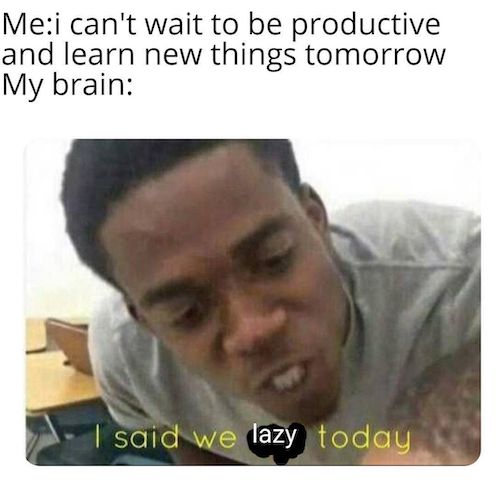 Me:i can't wait to be productive
and learn new things tomorrow
My brain:
I said we lazy today